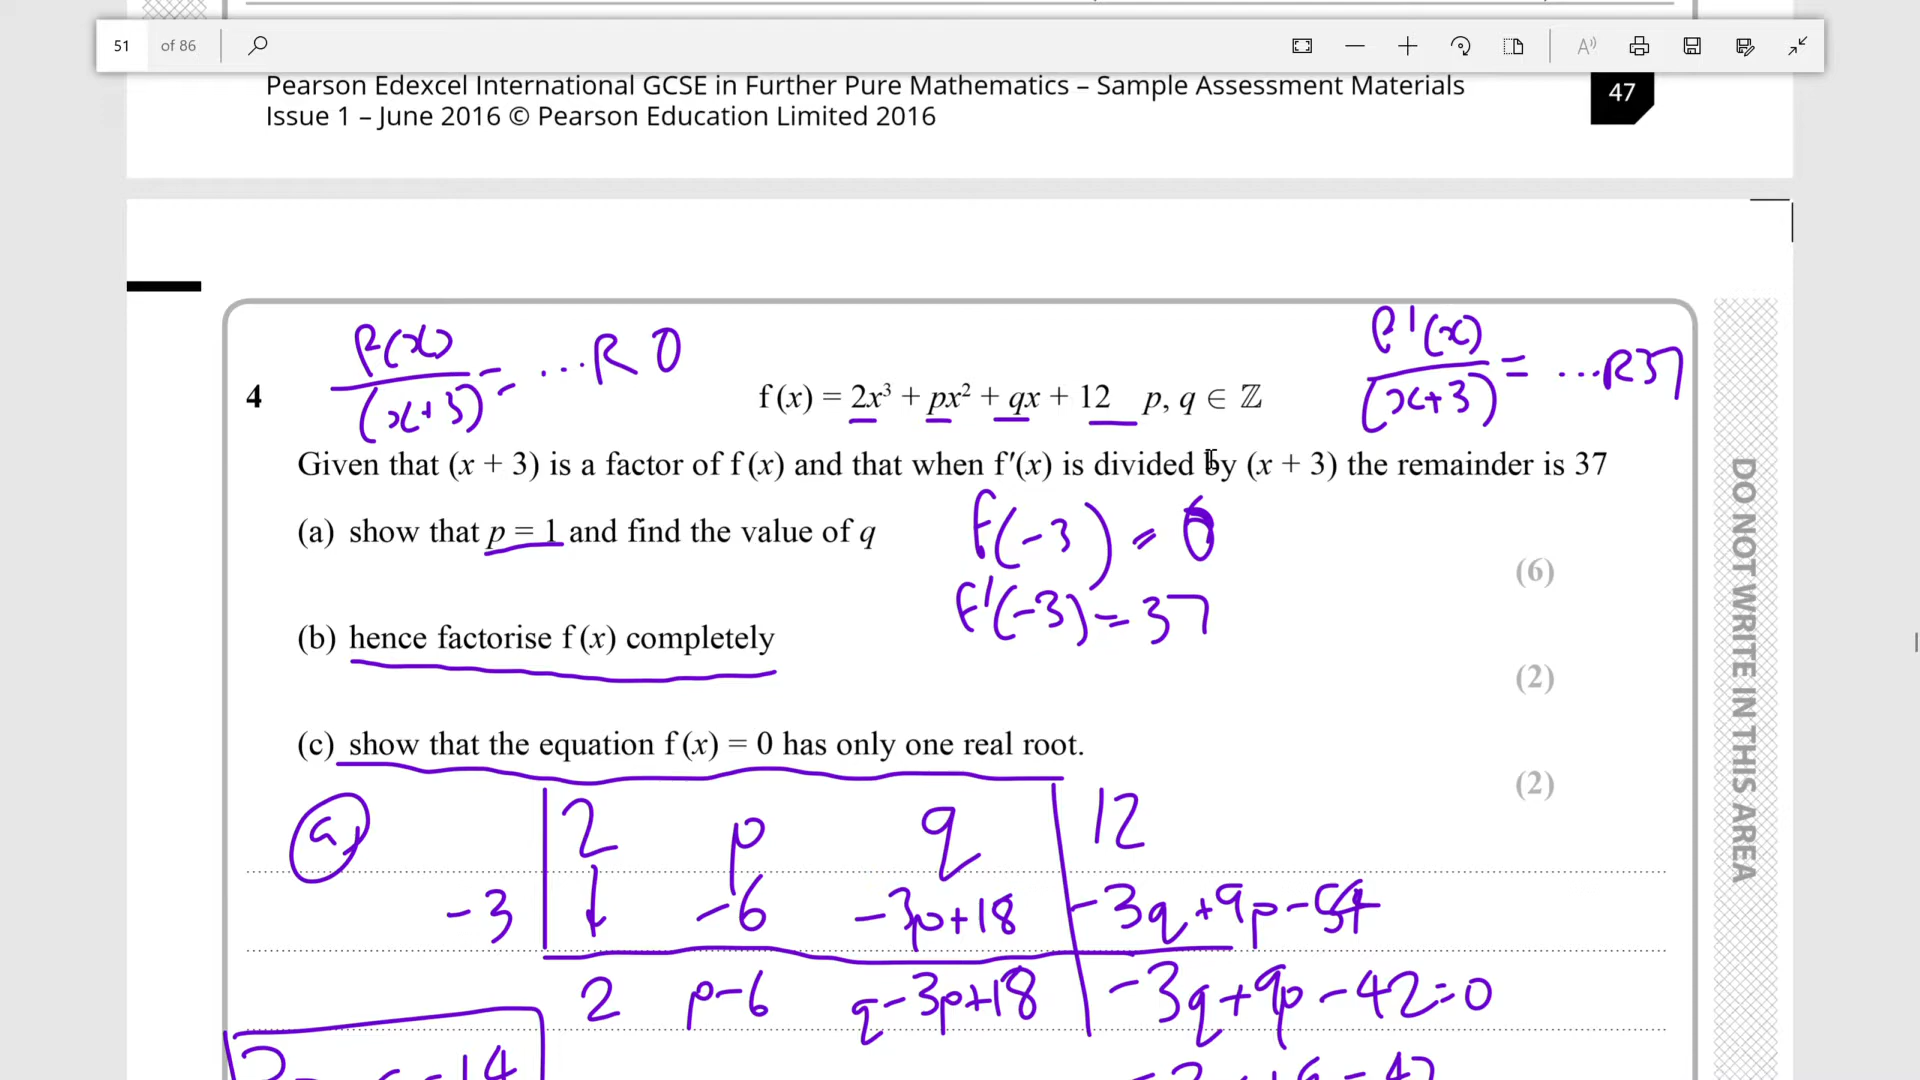 51 of 86
Pearson Edexcel International GCSE in Further Pure Mathematics – Sample Assessment Materials
Issue 1 – June 2016 © Pearson Education Limited 2016
47
f(x)/(x+3) = ...R 0
f'(x)/(x+3) = ...R37
4 f(x) = 2x³ + px² + qx + 12 p, q ∈ ℤ
Given that (x + 3) is a factor of f(x) and that when f′(x) is divided by (x + 3) the remainder is 37
(a) show that p = 1 and find the value of q
f(-3) = 0
(6)
f'(-3) = 37
(b) hence factorise f(x) completely
(2)
(c) show that the equation f(x) = 0 has only one real root.
(2)
a)
2 p q 12
-3 -6 -3p+18 -3q+9p-54
2 p-6 q-3p+18 -3q+9p-42=0
DO NOT WRITE IN THIS AREA